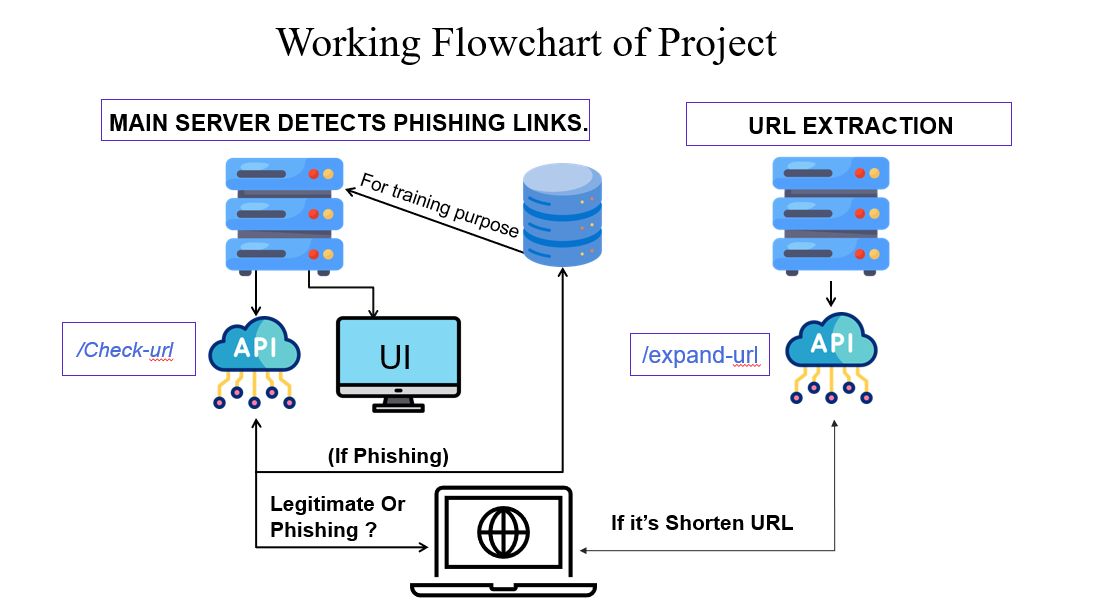 Working Flowchart of Project
MAIN SERVER DETECTS PHISHING LINKS.
URL EXTRACTION
For training purpose
/Check-url
API
UI
/expand-url
API
(If Phishing)
Legitimate Or
Phishing ?
If it's Shorten URL